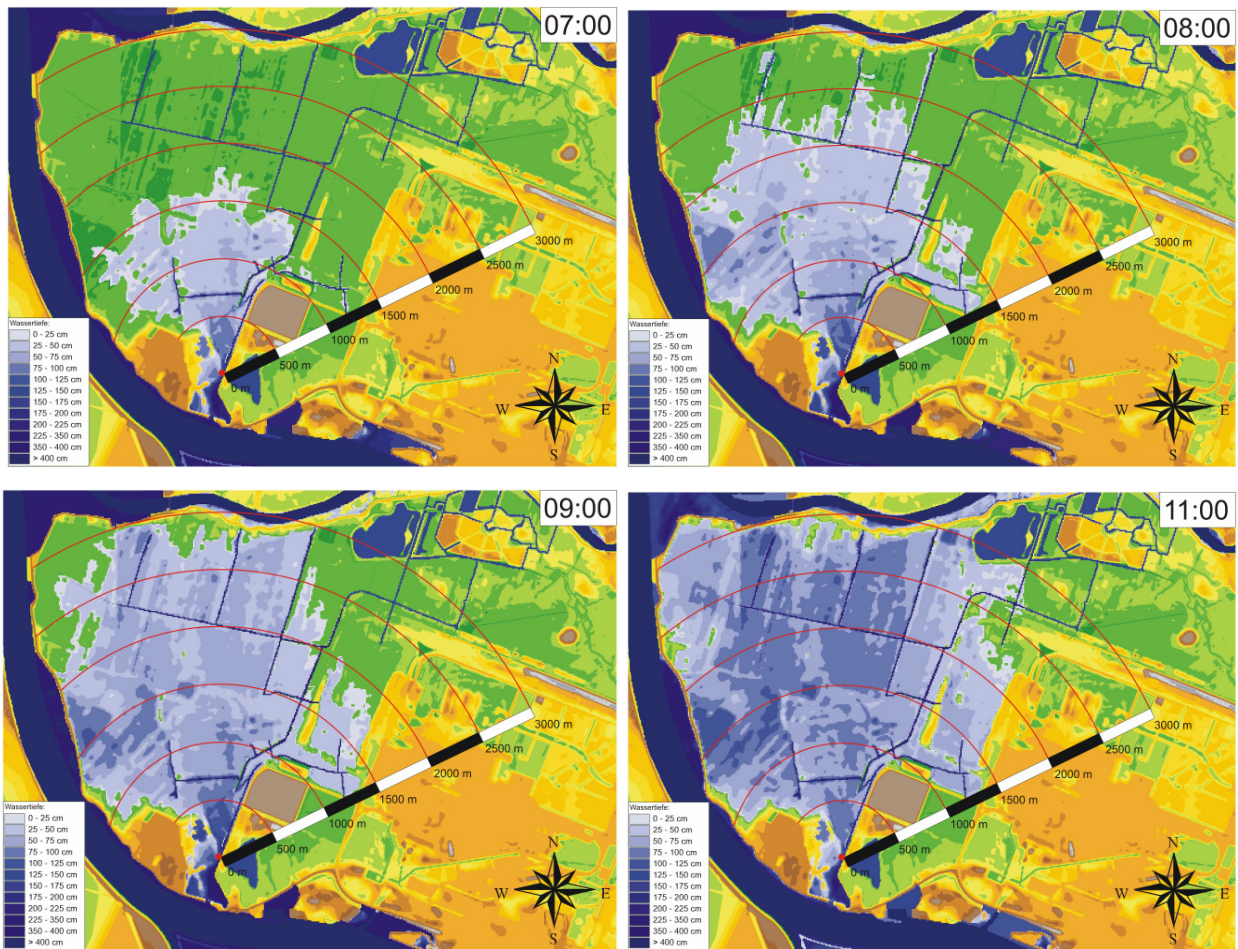 07:00
3000 m
2500 m
2000 m
1500 m
1000 m
500 m
0 m
Wassertiefe:
0 - 25 cm
25 - 50 cm
50 - 75 cm
75 - 100 cm
100 - 125 cm
125 - 150 cm
150 - 175 cm
175 - 200 cm
200 - 225 cm
225 - 350 cm
350 - 400 cm
> 400 cm
N
W E
S
08:00
3000 m
2500 m
2000 m
1500 m
1000 m
500 m
0 m
Wassertiefe:
0 - 25 cm
25 - 50 cm
50 - 75 cm
75 - 100 cm
100 - 125 cm
125 - 150 cm
150 - 175 cm
175 - 200 cm
200 - 225 cm
225 - 350 cm
350 - 400 cm
> 400 cm
N
W E
S
09:00
3000 m
2500 m
2000 m
1500 m
1000 m
500 m
0 m
Wassertiefe:
0 - 25 cm
25 - 50 cm
50 - 75 cm
75 - 100 cm
100 - 125 cm
125 - 150 cm
150 - 175 cm
175 - 200 cm
200 - 225 cm
225 - 350 cm
350 - 400 cm
> 400 cm
N
W E
S
11:00
3000 m
2500 m
2000 m
1500 m
1000 m
500 m
0 m
Wassertiefe:
0 - 25 cm
25 - 50 cm
50 - 75 cm
75 - 100 cm
100 - 125 cm
125 - 150 cm
150 - 175 cm
175 - 200 cm
200 - 225 cm
225 - 350 cm
350 - 400 cm
> 400 cm
N
W E
S